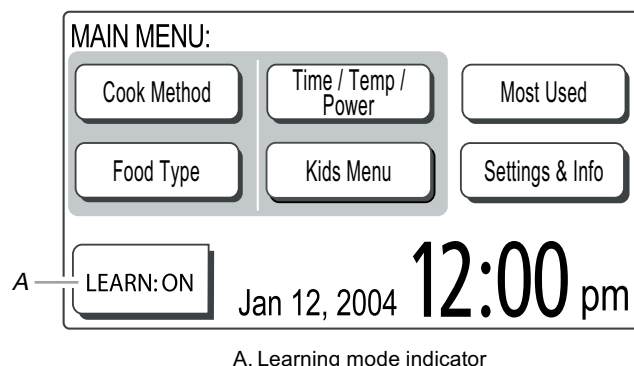 MAIN MENU:
Cook Method
Time / Temp /
Power
Most Used
Food Type
Kids Menu
Settings & Info
A
LEARN: ON
Jan 12, 2004 12:00 pm
A. Learning mode indicator